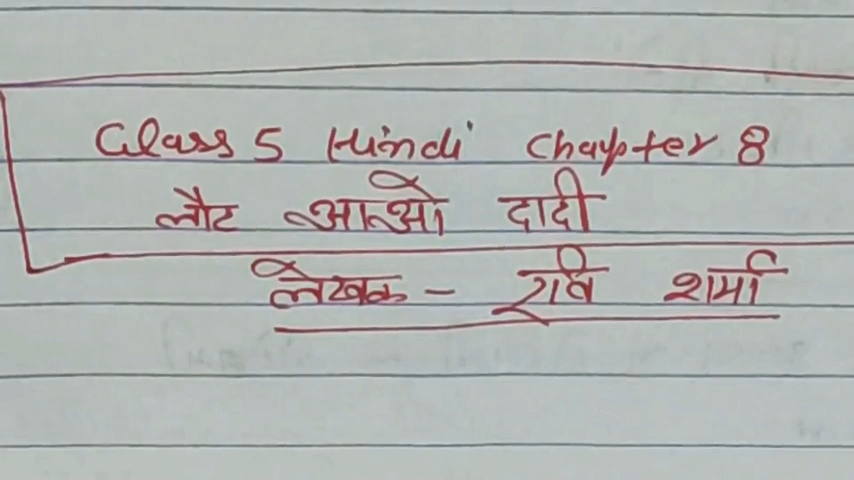 Class 5 Hindi Chapter 8
लौट आओ दादी
लेखक - रवि शर्मा